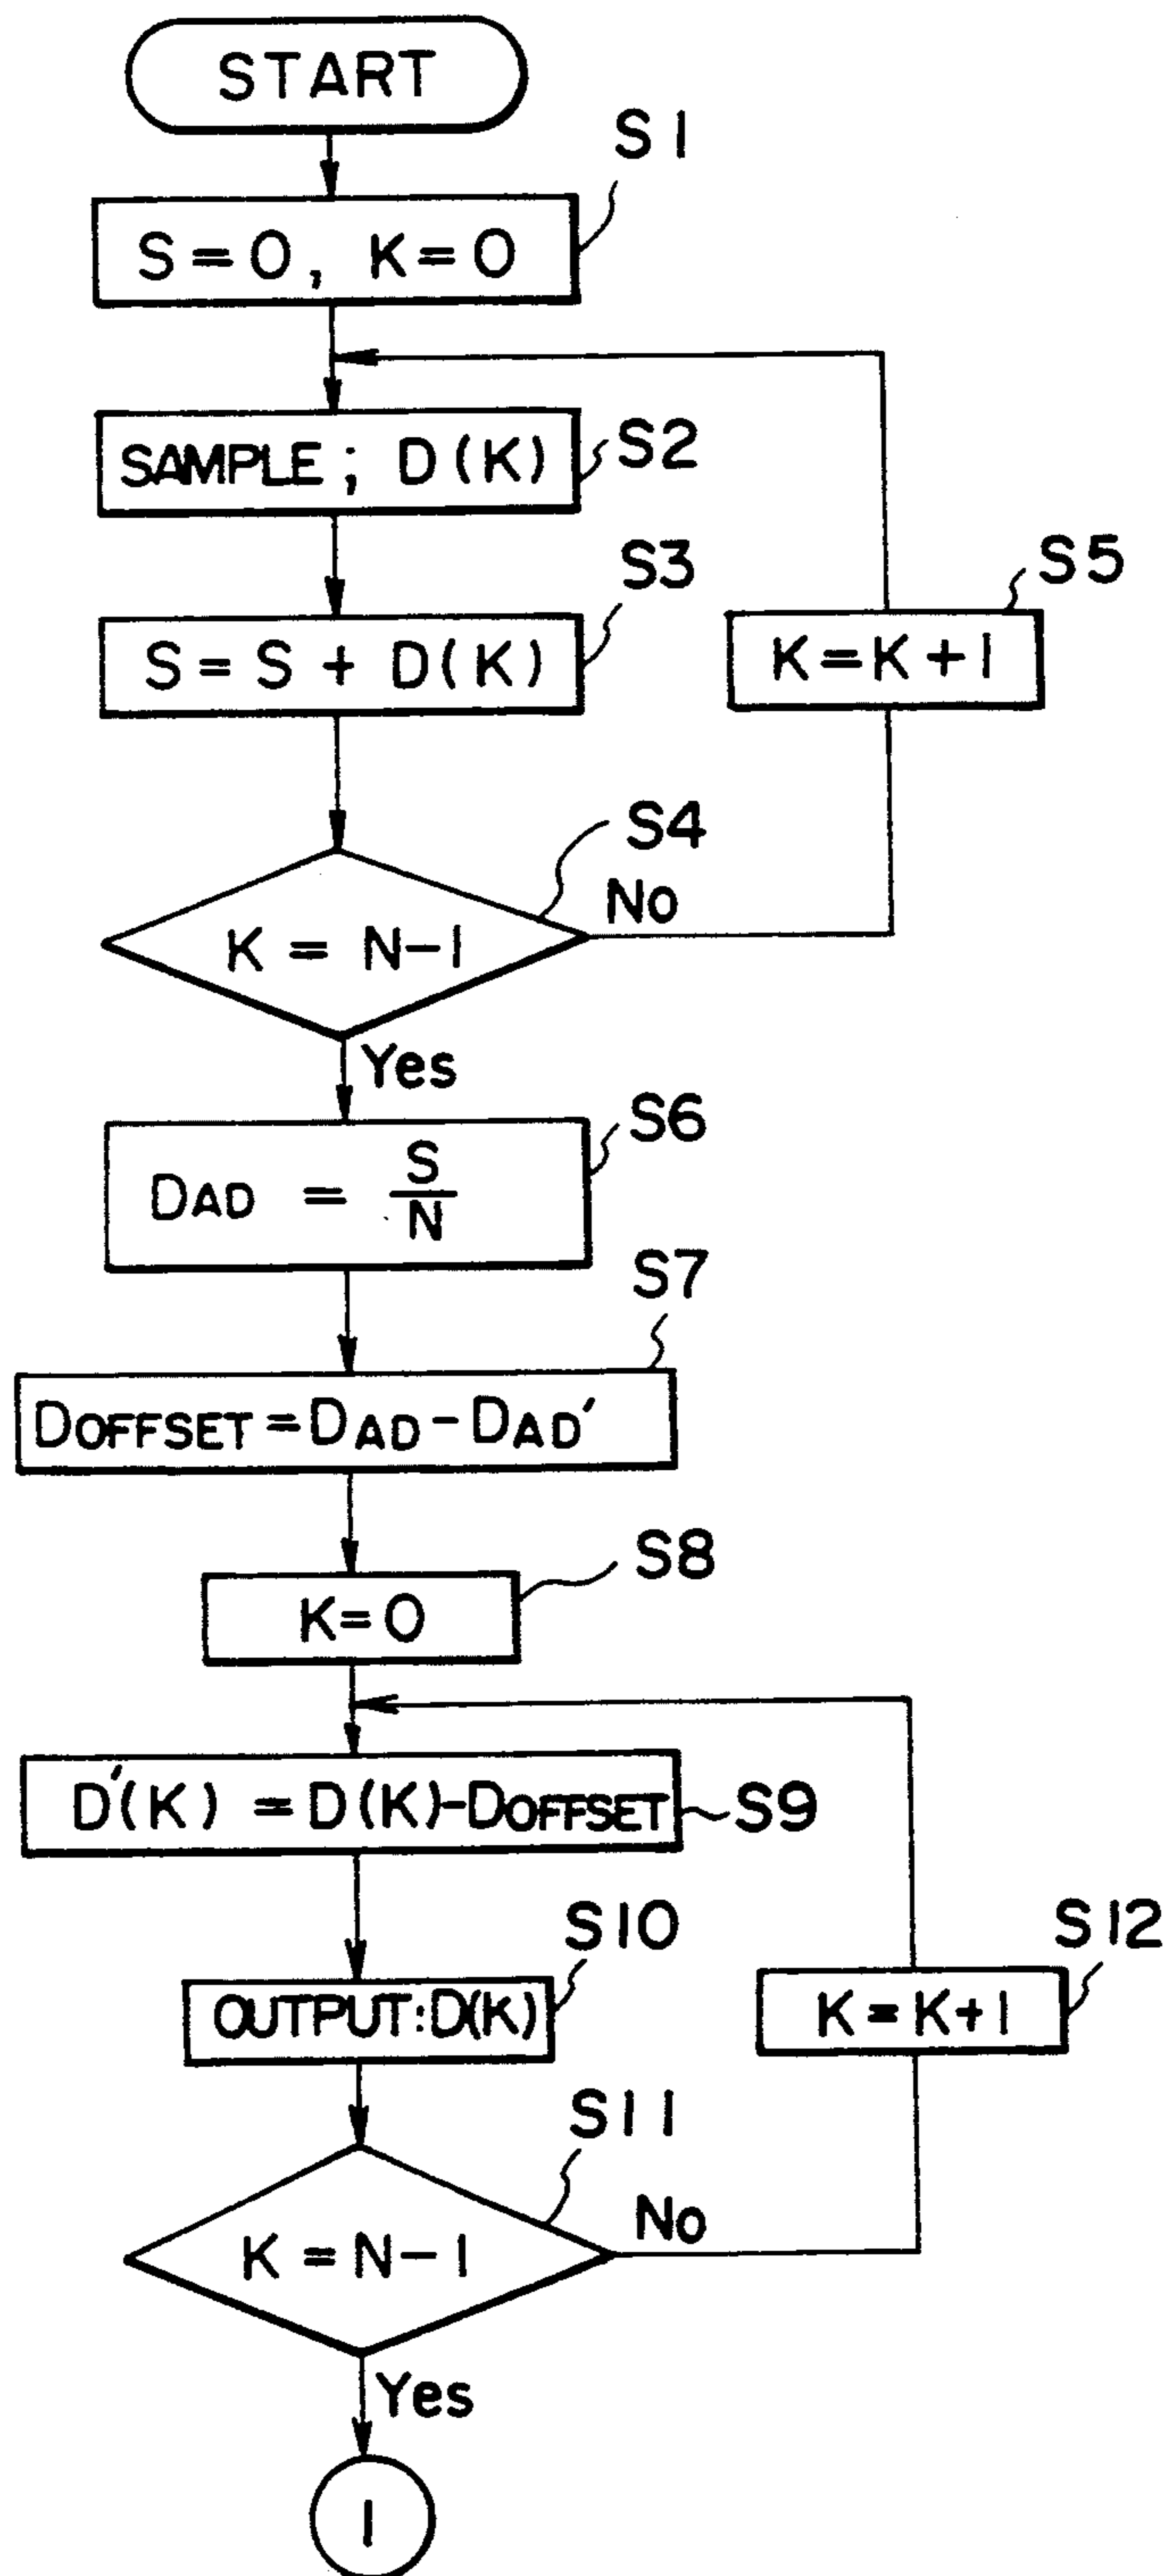 START
S1
S=0, K=0
SAMPLE; D(K)
S2
S3
S5
S=S + D(K)
K=K+1
S4
No
K = N-1
Yes
S6
DAD = S/N
S7
DOFFSET=DAD-DAD'
S8
K=0
D'(K) =D(K)-DOFFSET
S9
S10
S12
OUTPUT:D(K)
K=K+1
S11
No
K=N-1
Yes
1